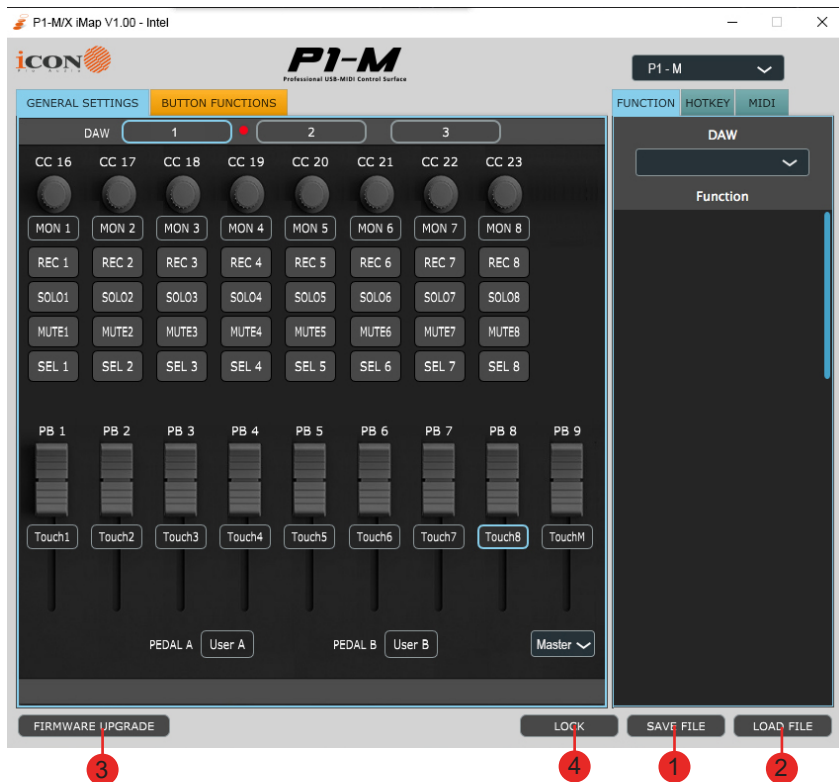 P1-M/X iMap V1.00 - Intel
icon
Pro Audio
P1-M
Professional USB-MIDI Control Surface
P1 - M
GENERAL SETTINGS BUTTON FUNCTIONS
FUNCTION HOTKEY MIDI
DAW 1 2 3
DAW
Function
CC 16 CC 17 CC 18 CC 19 CC 20 CC 21 CC 22 CC 23
MON 1 MON 2 MON 3 MON 4 MON 5 MON 6 MON 7 MON 8
REC 1 REC 2 REC 3 REC 4 REC 5 REC 6 REC 7 REC 8
SOLO1 SOLO2 SOLO3 SOLO4 SOLO5 SOLO6 SOLO7 SOLO8
MUTE1 MUTE2 MUTE3 MUTE4 MUTE5 MUTE6 MUTE7 MUTE8
SEL 1 SEL 2 SEL 3 SEL 4 SEL 5 SEL 6 SEL 7 SEL 8
PB 1 PB 2 PB 3 PB 4 PB 5 PB 6 PB 7 PB 8 PB 9
Touch1 Touch2 Touch3 Touch4 Touch5 Touch6 Touch7 Touch8 TouchM
PEDAL A User A PEDAL B User B Master
FIRMWARE UPGRADE LOCK SAVE FILE LOAD FILE
3 4 1 2